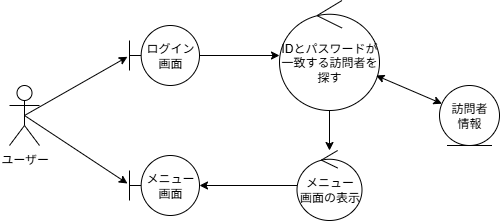 ログイン
画面
IDとパスワードが
一致する訪問者を
探す
訪問者
情報
ユーザー
メニュー
画面
メニュー
画面の表示